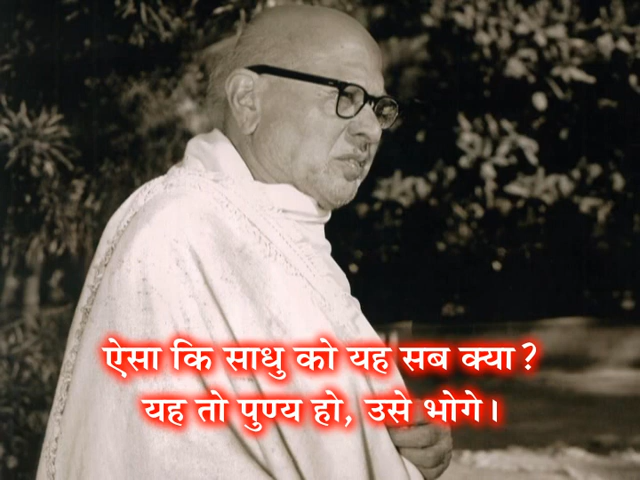 ऐसा कि साधु को यह सब क्या?
यह तो पुण्य हो, उसे भोगे।